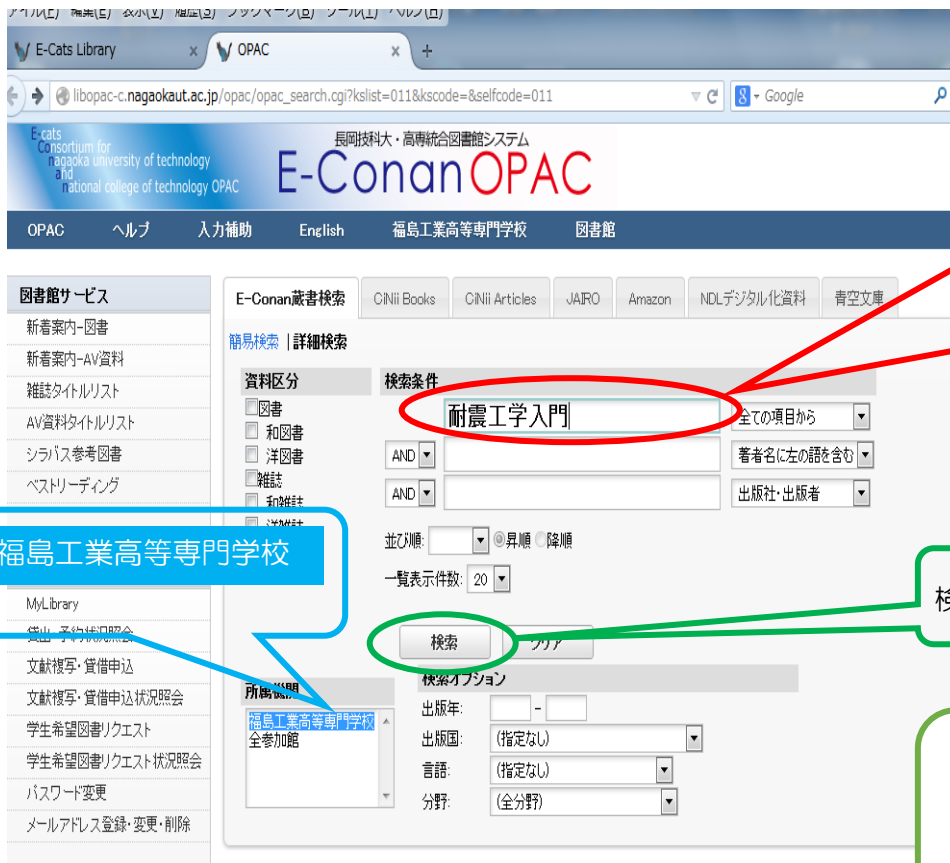 ァイル(F) 編集(E) 表示(V) 履歴(S) ブックマーク(B) ツール(T) ヘルプ(H)
E-Cats Library × OPAC × +
libopac-c.nagaokaut.ac.jp/opac/opac_search.cgi?kslist=011&kscode=&selfcode=011
8 - Google
E-cats
Consortium for
nagaoka university of technology
and
national college of technology OPAC
長岡技科大・高専統合図書館システム
E-Conan OPAC
OPAC ヘルプ 入力補助 English 福島工業高等専門学校 図書館
図書館サービス
新着案内-図書
新着案内-AV資料
雑誌タイトルリスト
AV資料タイトルリスト
シラバス参考図書
ベストリーディング
福島工業高等専門学校
MyLibrary
貸出・予約状況照会
文献複写・貸借申込
文献複写・貸借申込状況照会
学生希望図書リクエスト
学生希望図書リクエスト状況照会
パスワード変更
メールアドレス登録・変更・削除
E-Conan蔵書検索 CiNii Books CiNii Articles JAIRO Amazon NDLデジタル化資料 青空文庫
簡易検索 | 詳細検索
資料区分
図書
和図書
洋図書
雑誌
和雑誌
洋雑誌
検索条件
耐震工学入門 全ての項目から
AND 著者名に左の語を含む
AND 出版社・出版者
並び順: 昇順 降順
一覧表示件数: 20
検索 クリア
検
所属機関
福島工業高等専門学校
全参加館
検索オプション
出版年: -
出版国: (指定なし)
言語: (指定なし)
分野: (全分野)